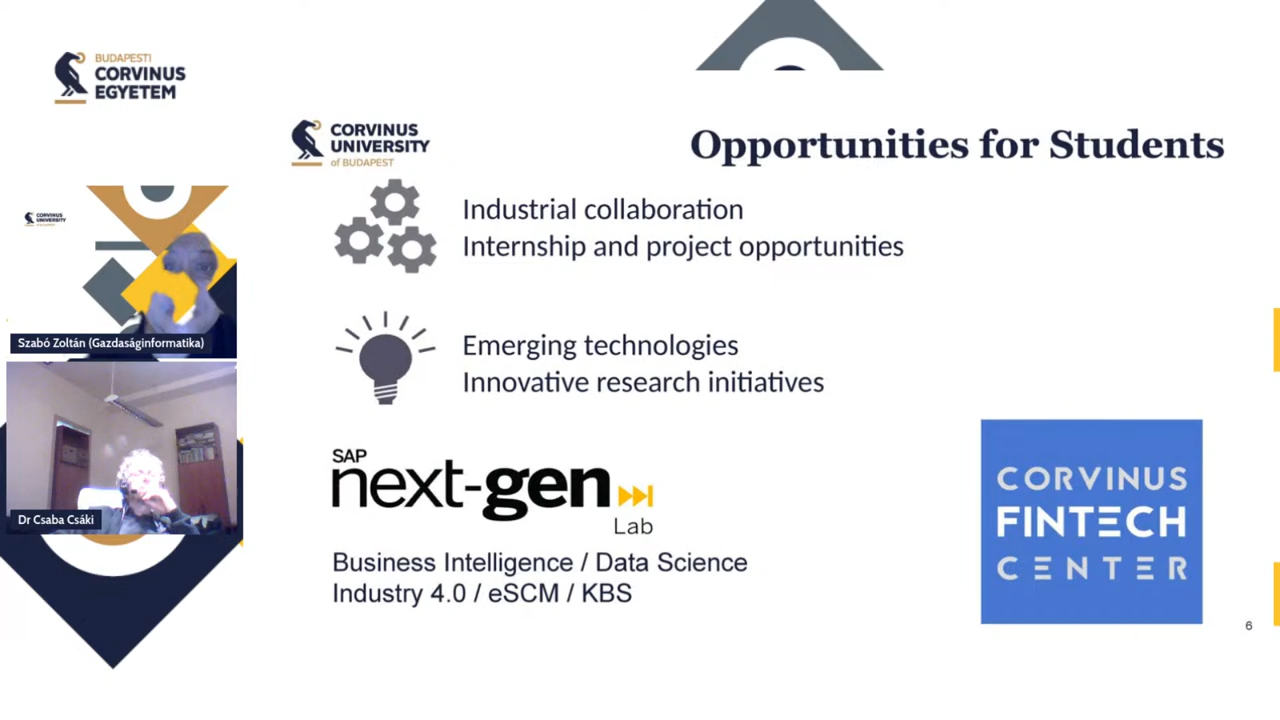 BUDAPESTI
CORVINUS
EGYETEM
CORVINUS
UNIVERSITY
of BUDAPEST
Opportunities for Students
Industrial collaboration
Internship and project opportunities
CORVINUS
UNIVERSITY
Szabó Zoltán (Gazdaságinformatika)
Emerging technologies
Innovative research initiatives
Dr Csaba Csáki
SAP
next-gen
Lab
Business Intelligence / Data Science
Industry 4.0 / eSCM / KBS
CORVINUS
FINTECH
CENTER
6